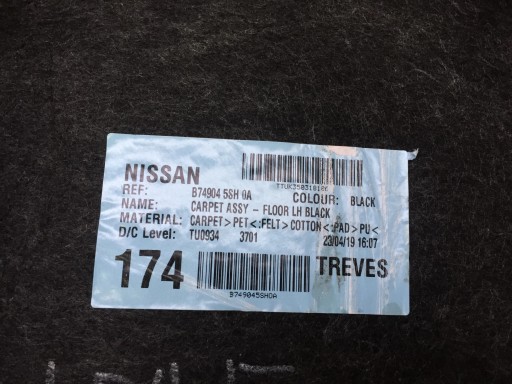 NISSAN
TTUK350310106
REF: B74904 5SH 0A COLOUR: BLACK
NAME: CARPET ASSY - FLOOR LH BLACK
MATERIAL: CARPET>PET<:FELT>COTTON<:PAD>PU<
D/C Level: TU0934 3701 23/04/19 16:07
174 TREVES
B749045SH0A